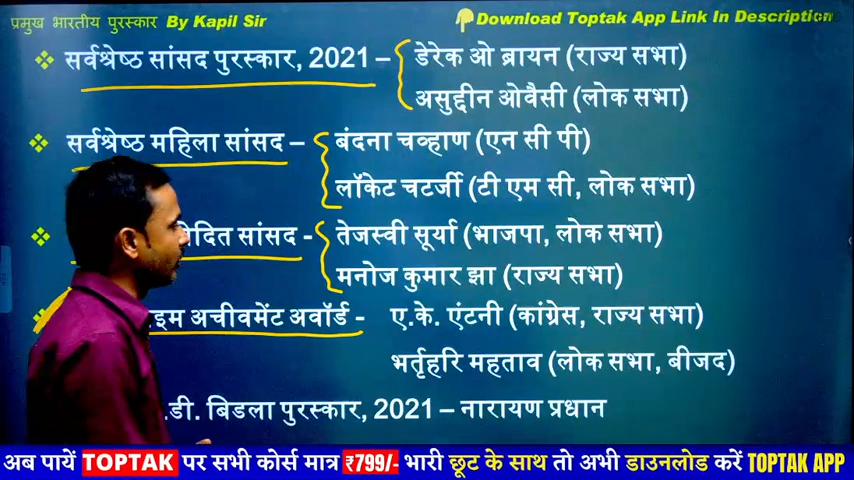 प्रमुख भारतीय पुरस्कार By Kapil Sir
Download Toptak App Link In Description
सर्वश्रेष्ठ सांसद पुरस्कार, 2021 – डेरेक ओ ब्रायन (राज्य सभा)
असुद्दीन ओवैसी (लोक सभा)
सर्वश्रेष्ठ महिला सांसद – बंदना चव्हाण (एन सी पी)
लॉकेट चटर्जी (टी एम सी, लोक सभा)
सांसद - तेजस्वी सूर्या (भाजपा, लोक सभा)
मनोज कुमार झा (राज्य सभा)
अचीवमेंट अवॉर्ड - ए.के. एंटनी (कांग्रेस, राज्य सभा)
भर्तृहरि महताव (लोक सभा, बीजद)
.डी. बिडला पुरस्कार, 2021 – नारायण प्रधान
अब पायें TOPTAK पर सभी कोर्स मात्र ₹799/- भारी छूट के साथ तो अभी डाउनलोड करें TOPTAK APP